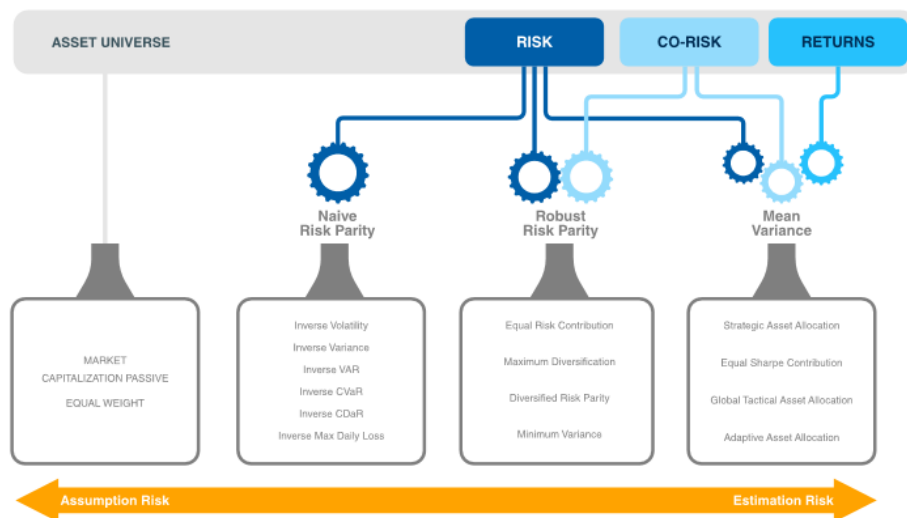 ASSET UNIVERSE
RISK
CO-RISK
RETURNS
Naive
Risk Parity
Robust
Risk Parity
Mean
Variance
MARKET
CAPITALIZATION PASSIVE
EQUAL WEIGHT
Inverse Volatility
Inverse Variance
Inverse VAR
Inverse CVaR
Inverse CDaR
Inverse Max Daily Loss
Equal Risk Contribution
Maximum Diversification
Diversified Risk Parity
Minimum Variance
Strategic Asset Allocation
Equal Sharpe Contribution
Global Tactical Asset Allocation
Adaptive Asset Allocation
Assumption Risk
Estimation Risk